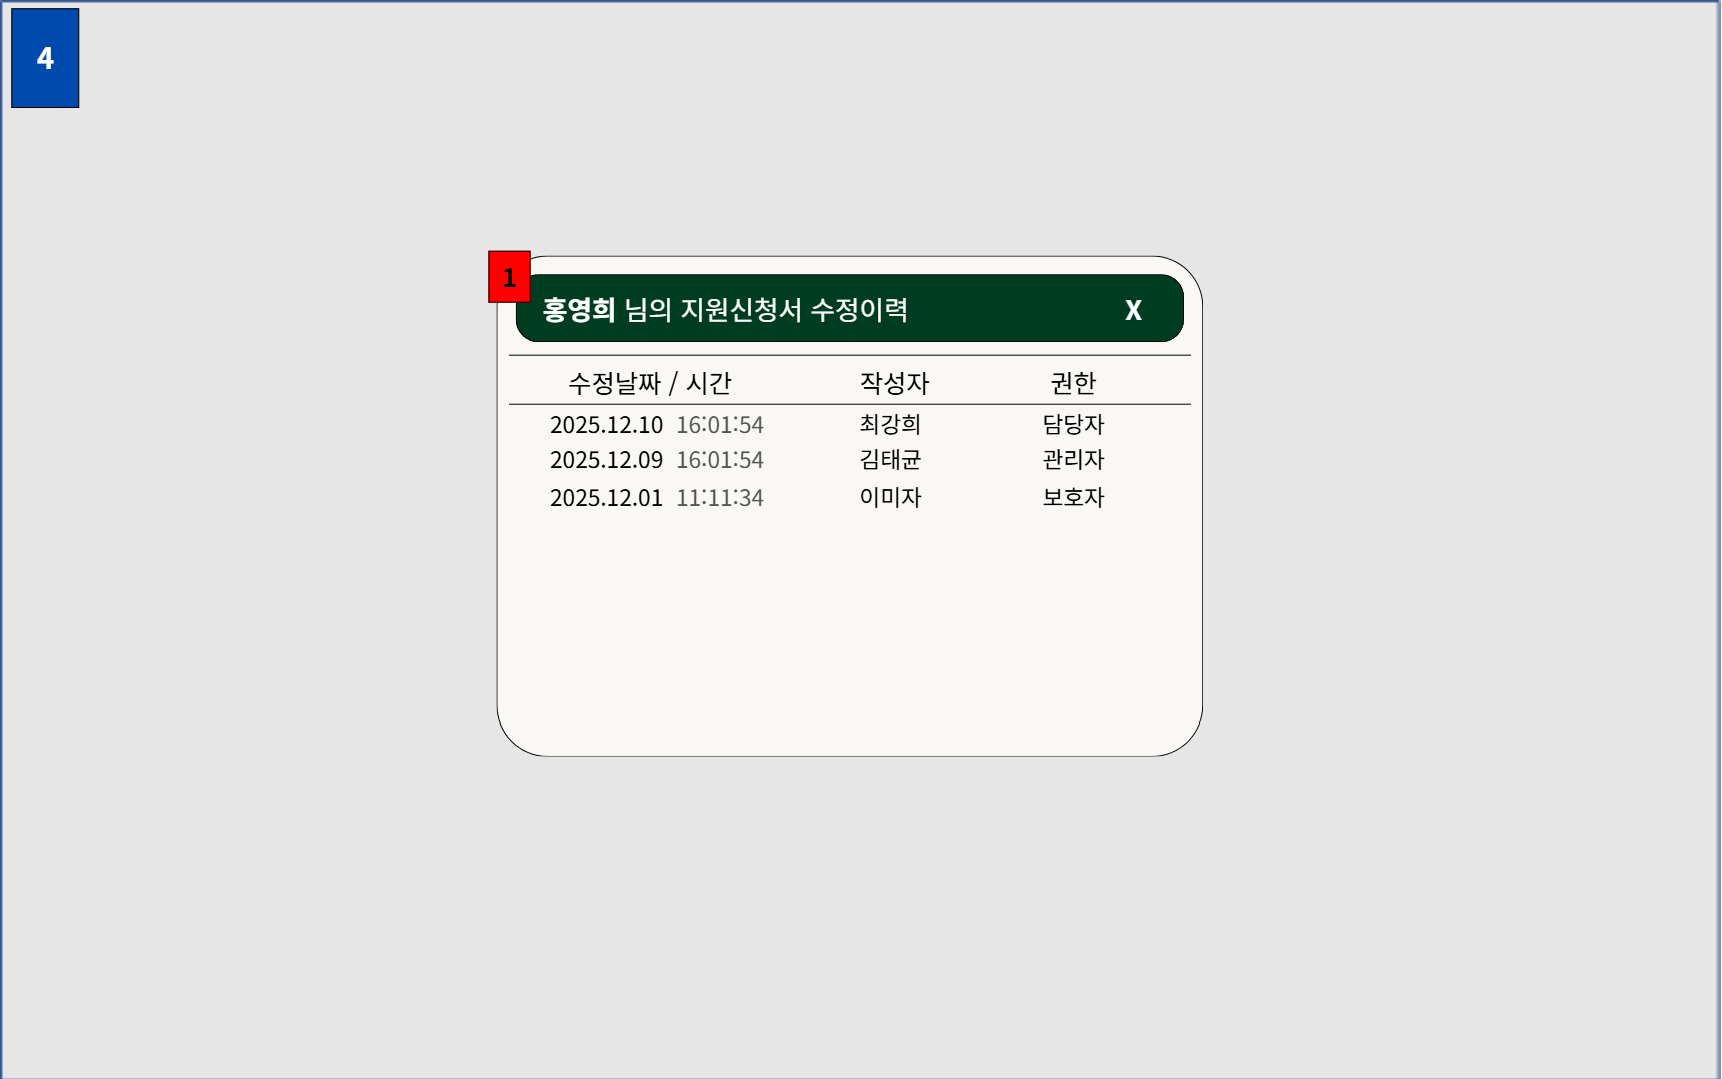 4
1
홍영희 님의 지원신청서 수정이력 X
수정날짜 / 시간 작성자 권한
2025.12.10 16:01:54 최강희 담당자
2025.12.09 16:01:54 김태균 관리자
2025.12.01 11:11:34 이미자 보호자